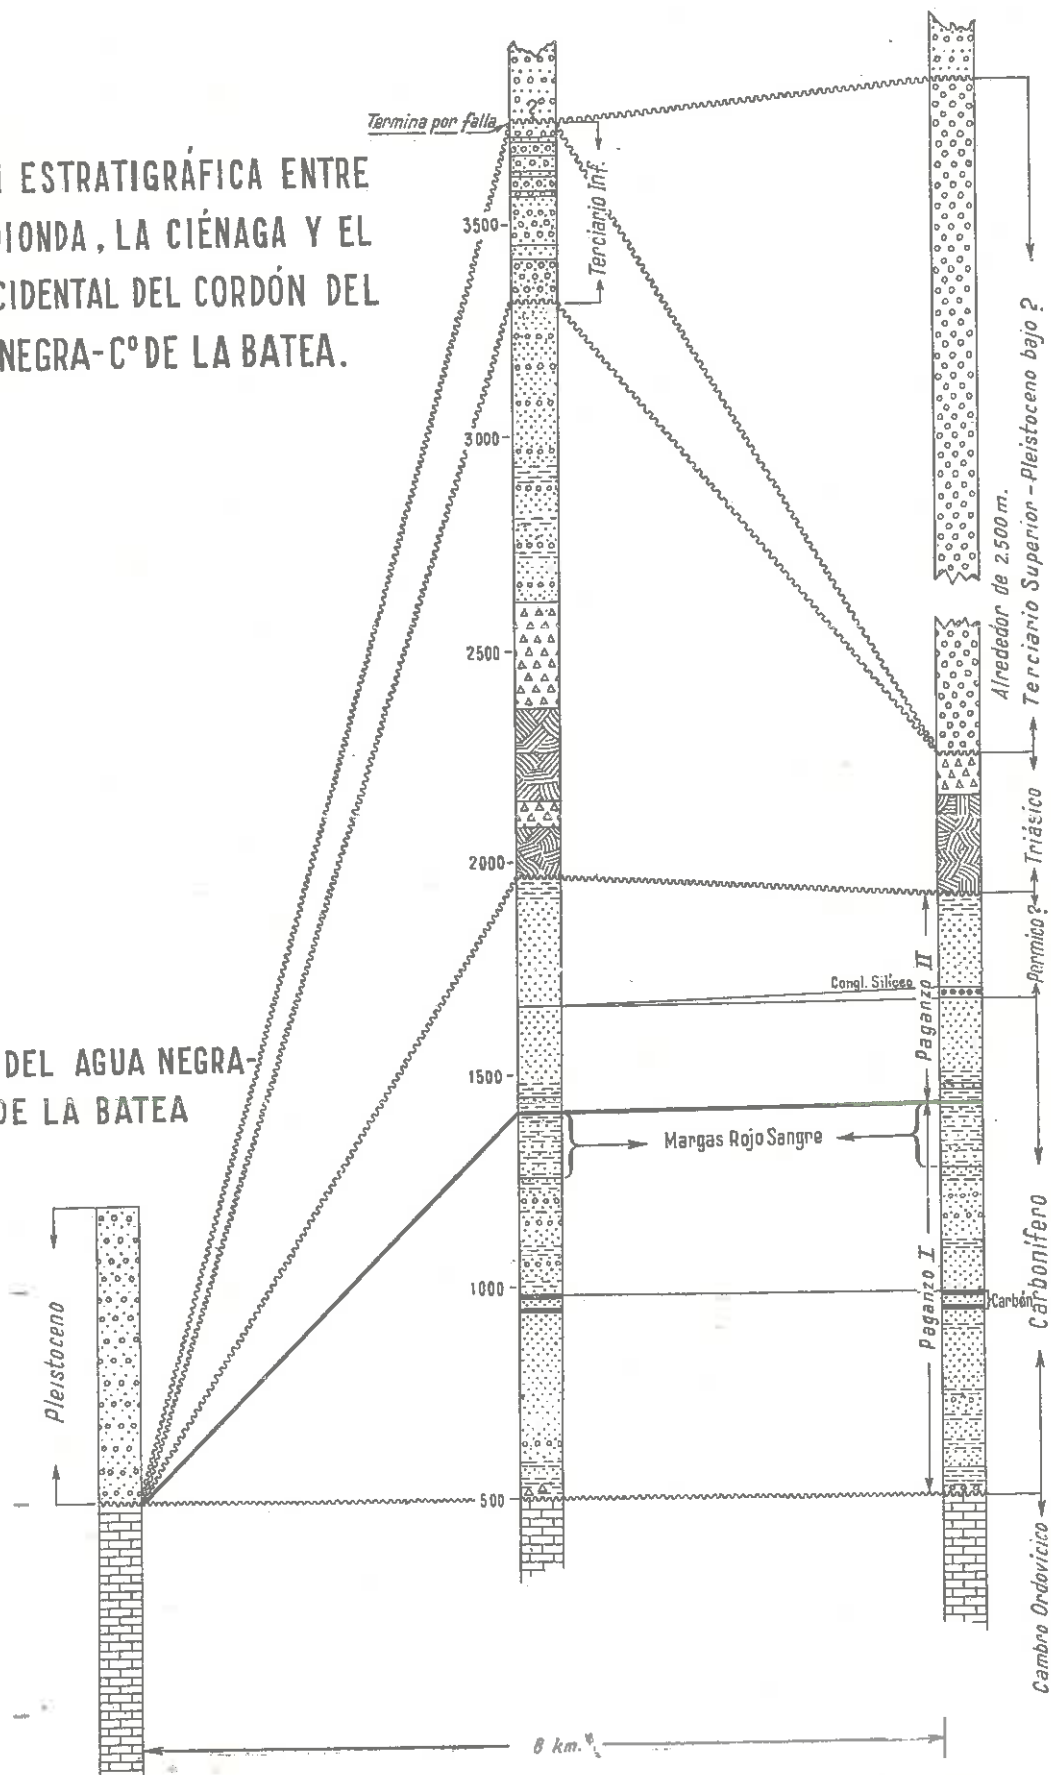 ESTRATIGRÁFICA ENTRE
DIONDA, LA CIÉNAGA Y EL
CIDENTAL DEL CORDÓN DEL
NEGRA-Cº DE LA BATEA.
Termina por falla
?
3500
Terciario Inf.
3000
2500
2000
1500
1000
500
Alrededor de 2.500 m.
Terciario Superior-Pleistoceno bajo ?
Triásico
Pérmico?
Congl. Silíceo
Paganzo II
DEL AGUA NEGRA-
DE LA BATEA
Margas Rojo Sangre
Pleistoceno
Paganzo I
Carbón
Carbonífero
Cambro Ordovícico
km.